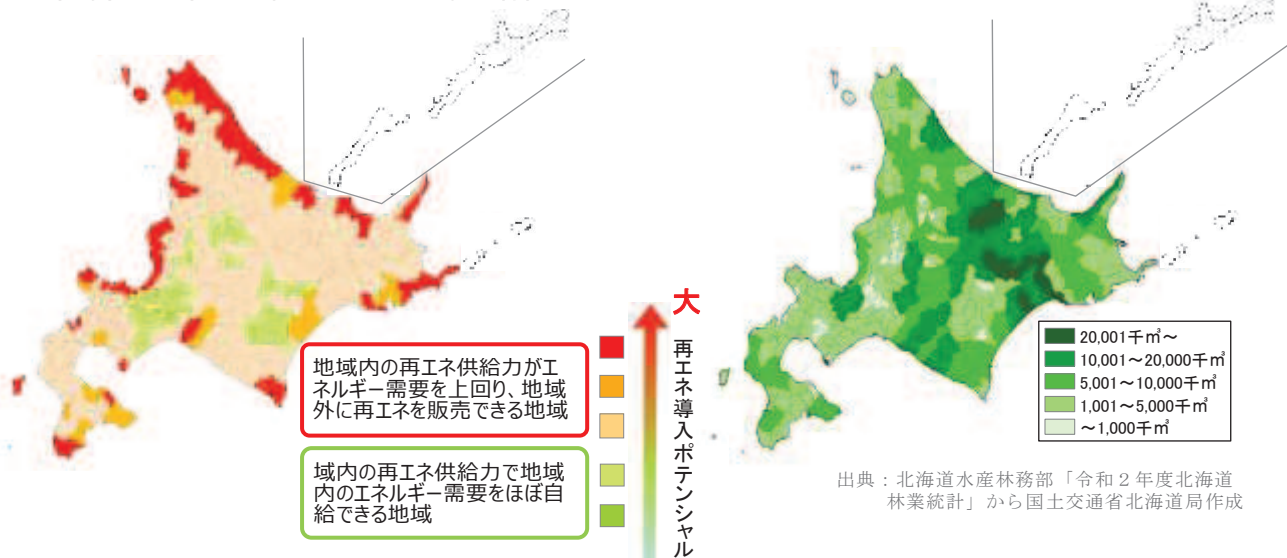 大
再エネ導入ポテンシャル
地域内の再エネ供給力がエ
ネルギー需要を上回り、地域
外に再エネを販売できる地域
域内の再エネ供給力で地域
内のエネルギー需要をほぼ自
給できる地域
20,001千㎥～
10,001～20,000千㎥
5,001～10,000千㎥
1,001～5,000千㎥
～1,000千㎥
出典：北海道水産林務部「令和２年度北海道
林業統計」から国土交通省北海道局作成